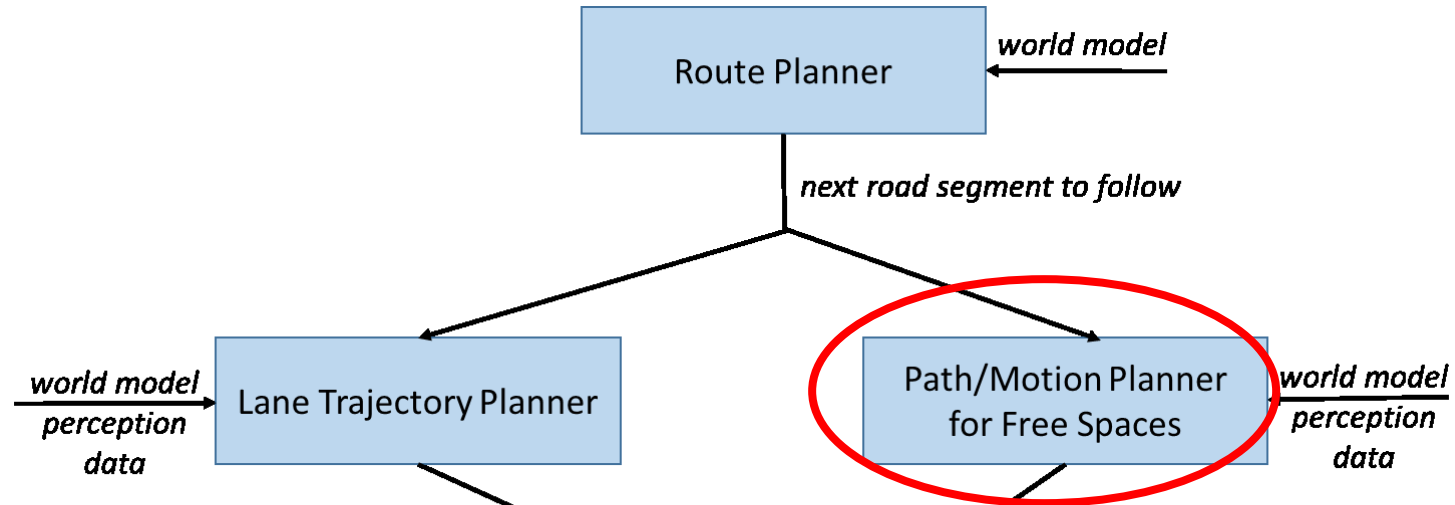 Route Planner
world model
next road segment to follow
world model
perception
data
Lane Trajectory Planner
Path/Motion Planner
for Free Spaces
world model
perception
data